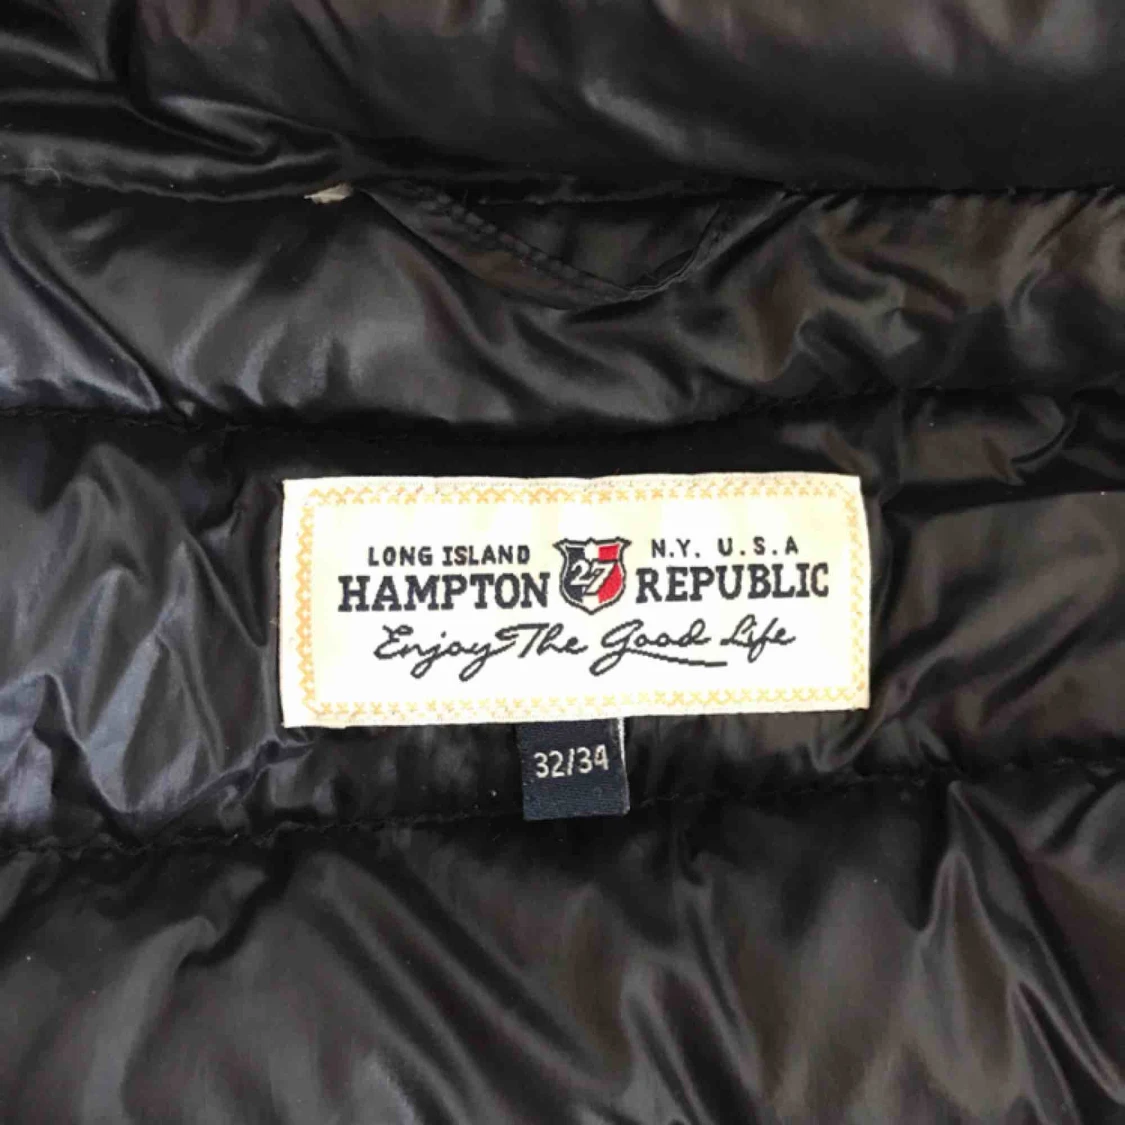 LONG ISLAND N.Y. U.S.A
HAMPTON 27 REPUBLIC
Enjoy The Good Life
32/34